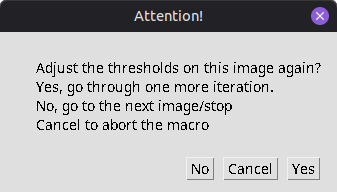 Attention!
Adjust the thresholds on this image again?
Yes, go through one more iteration.
No, go to the next image/stop
Cancel to abort the macro
No Cancel Yes